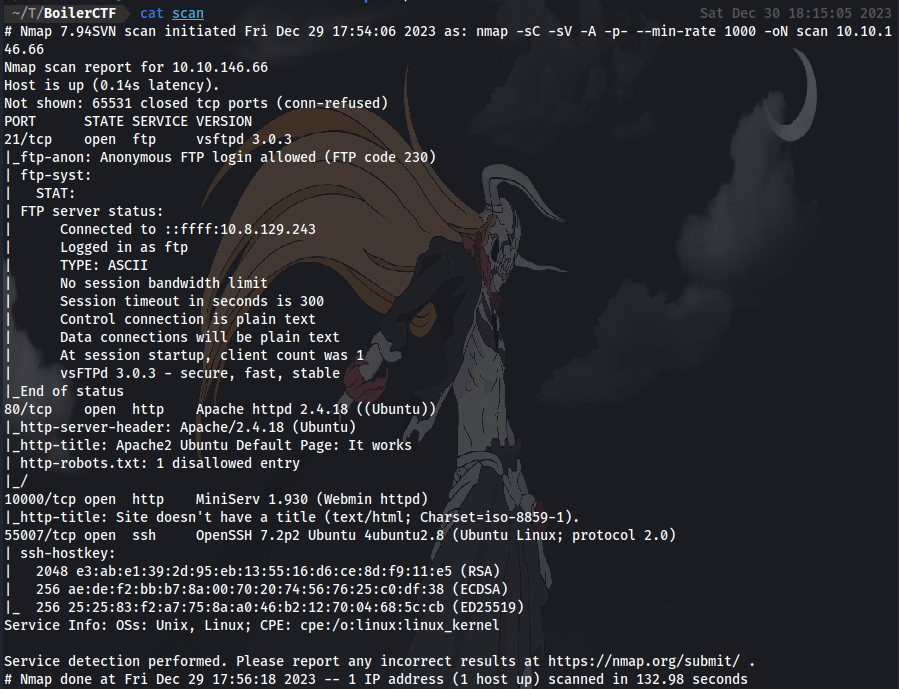 ~/T/BoilerCTF cat scan Sat Dec 30 18:15:05 2023
# Nmap 7.94SVN scan initiated Fri Dec 29 17:54:06 2023 as: nmap -sC -sV -A -p- --min-rate 1000 -oN scan 10.10.1
46.66
Nmap scan report for 10.10.146.66
Host is up (0.14s latency).
Not shown: 65531 closed tcp ports (conn-refused)
PORT      STATE SERVICE VERSION
21/tcp    open  ftp     vsftpd 3.0.3
|_ftp-anon: Anonymous FTP login allowed (FTP code 230)
| ftp-syst:
|   STAT:
| FTP server status:
|      Connected to ::ffff:10.8.129.243
|      Logged in as ftp
|      TYPE: ASCII
|      No session bandwidth limit
|      Session timeout in seconds is 300
|      Control connection is plain text
|      Data connections will be plain text
|      At session startup, client count was 1
|      vsFTPd 3.0.3 - secure, fast, stable
|_End of status
80/tcp    open  http    Apache httpd 2.4.18 ((Ubuntu))
|_http-server-header: Apache/2.4.18 (Ubuntu)
|_http-title: Apache2 Ubuntu Default Page: It works
| http-robots.txt: 1 disallowed entry
|_/
10000/tcp open  http    MiniServ 1.930 (Webmin httpd)
|_http-title: Site doesn't have a title (text/html; Charset=iso-8859-1).
55007/tcp open  ssh     OpenSSH 7.2p2 Ubuntu 4ubuntu2.8 (Ubuntu Linux; protocol 2.0)
| ssh-hostkey:
|   2048 e3:ab:e1:39:2d:95:eb:13:55:16:d6:ce:8d:f9:11:e5 (RSA)
|   256 ae:de:f2:bb:b7:8a:00:70:20:74:56:76:25:c0:df:38 (ECDSA)
|_  256 25:25:83:f2:a7:75:8a:a0:46:b2:12:70:04:68:5c:cb (ED25519)
Service Info: OSs: Unix, Linux; CPE: cpe:/o:linux:linux_kernel

Service detection performed. Please report any incorrect results at https://nmap.org/submit/ .
# Nmap done at Fri Dec 29 17:56:18 2023 -- 1 IP address (1 host up) scanned in 132.98 seconds